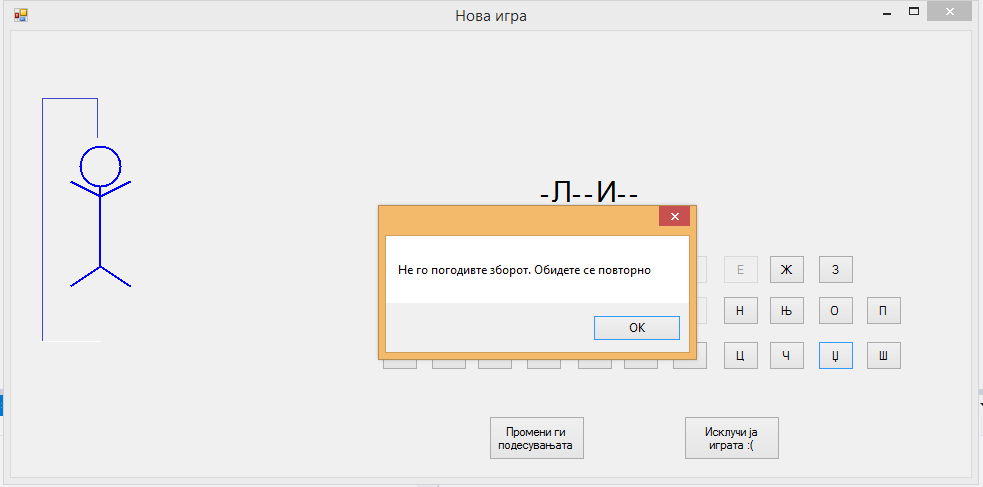 Нова игра
-Л--И--
Не го погодивте зборот. Обидете се повторно
OK
Е Ж З
Н Њ О П
Ц Ч Џ Ш
Промени ги
подесувањата
Исклучи ја
играта :(